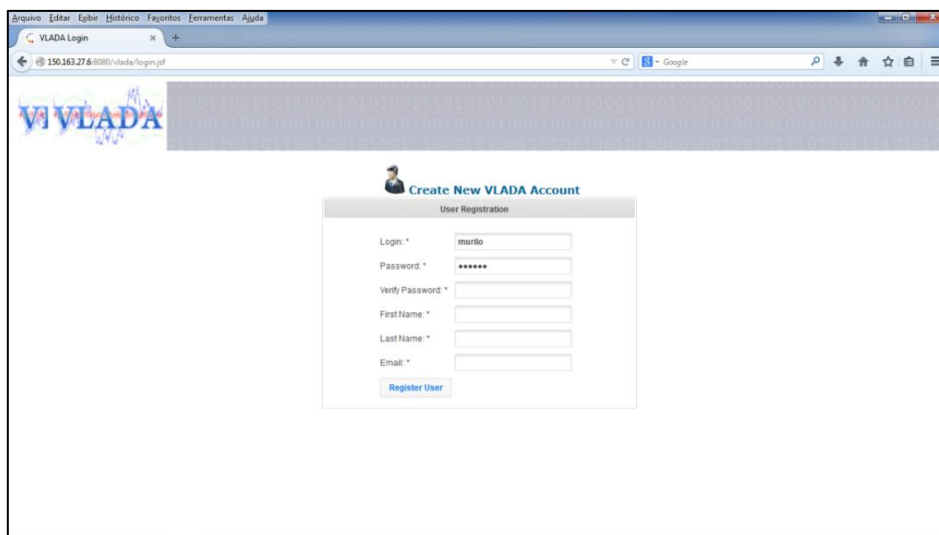 Arquivo Editar Exibir Histórico Favoritos Ferramentas Ajuda
VLADA Login
150.163.27.6:8080/vlada/login.jsf
Google
VI VLADA
Create New VLADA Account
User Registration
Login: * murilo
Password: * ••••••
Verify Password: *
First Name: *
Last Name: *
Email: *
Register User